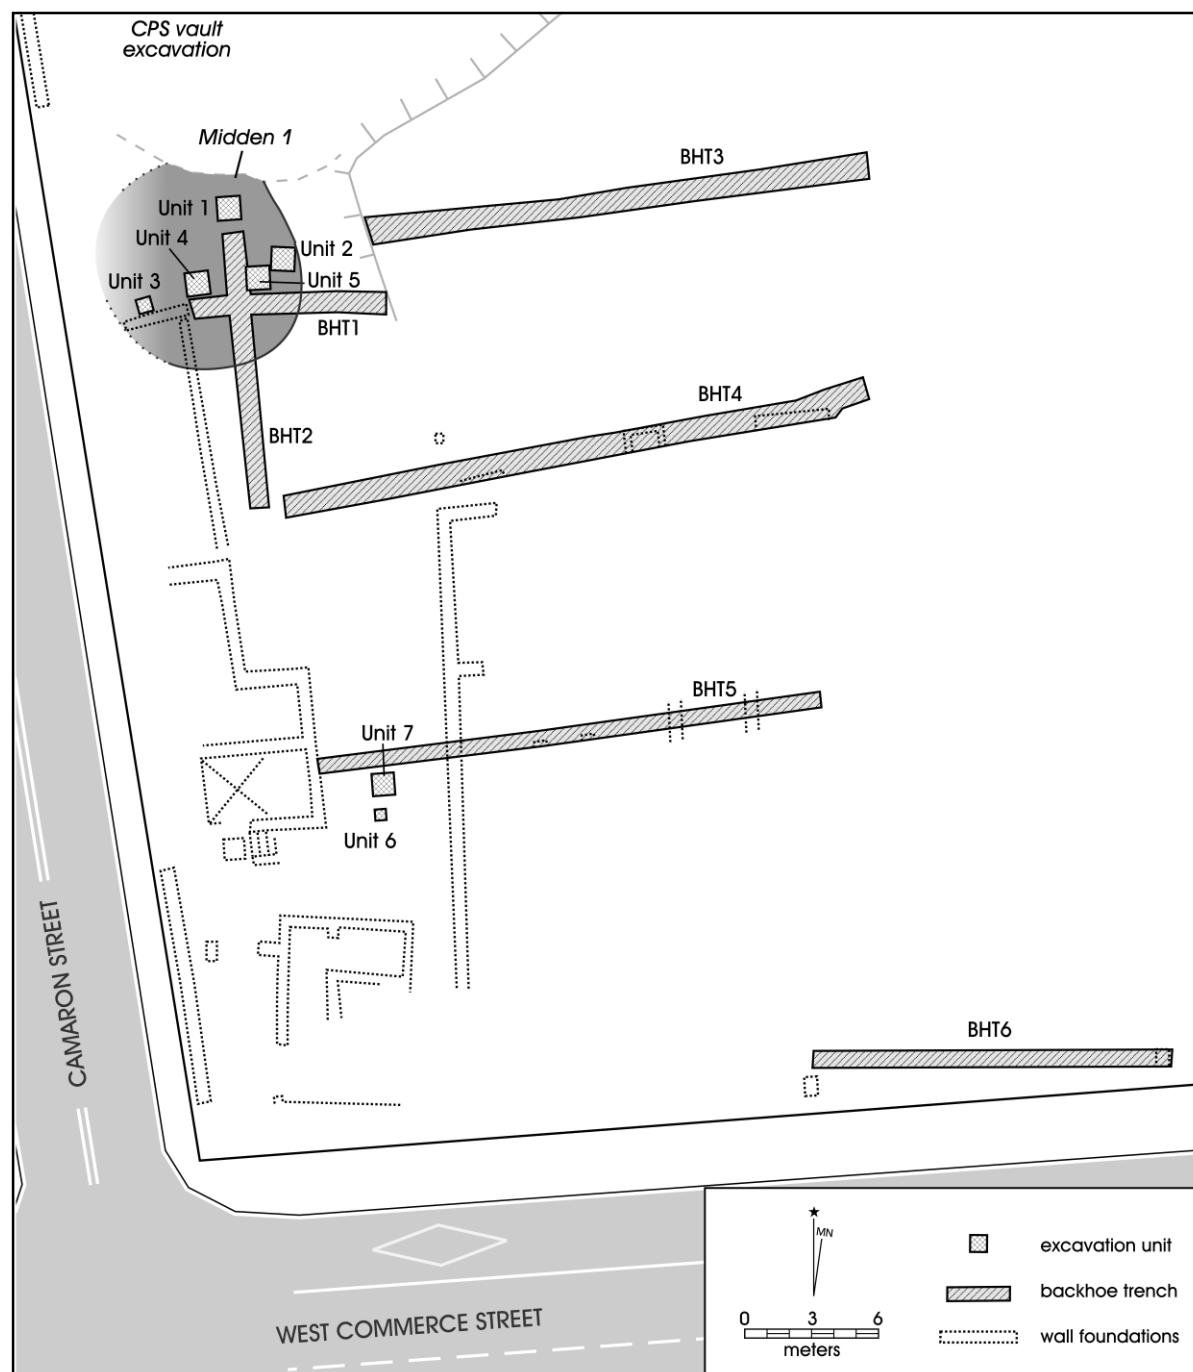 CPS vault
excavation
Midden 1
BHT3
Unit 1
Unit 4
Unit 2
Unit 3
Unit 5
BHT1
BHT4
BHT2
BHT5
Unit 7
Unit 6
CAMARON STREET
BHT6
MN
excavation unit
backhoe trench
0 3 6
wall foundations
meters
WEST COMMERCE STREET